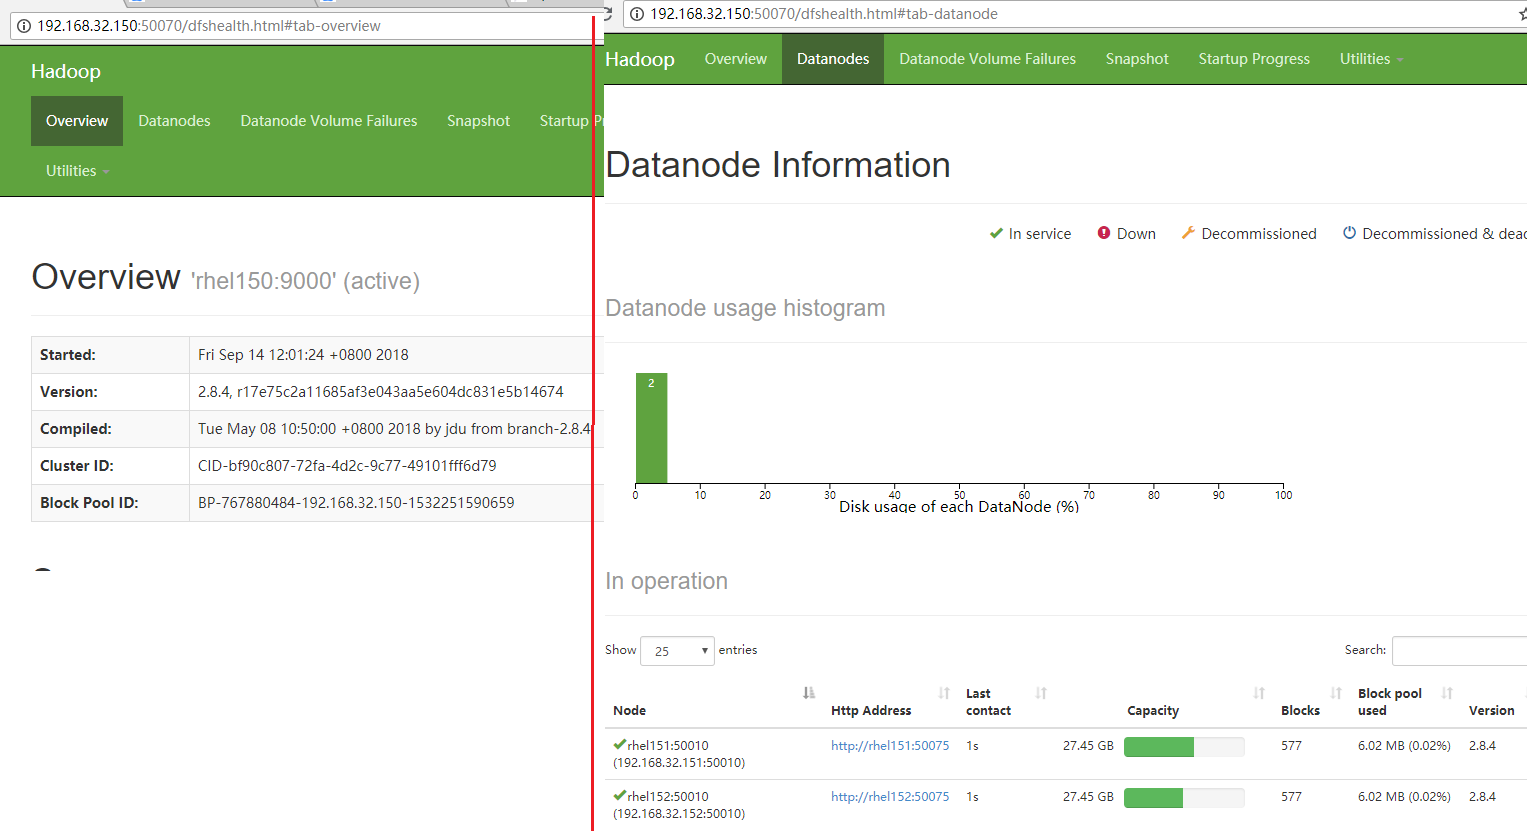 192.168.32.150:50070/dfshealth.html#tab-overview
Hadoop
Overview Datanodes Datanode Volume Failures Snapshot Startup
Utilities
Overview 'rhel150:9000' (active)
Started: Fri Sep 14 12:01:24 +0800 2018
Version: 2.8.4, r17e75c2a11685af3e043aa5e604dc831e5b14674
Compiled: Tue May 08 10:50:00 +0800 2018 by jdu from branch-2.8.4
Cluster ID: CID-bf90c807-72fa-4d2c-9c77-49101fff6d79
Block Pool ID: BP-767880484-192.168.32.150-1532251590659
192.168.32.150:50070/dfshealth.html#tab-datanode
Hadoop Overview Datanodes Datanode Volume Failures Snapshot Startup Progress Utilities
Datanode Information
In service Down Decommissioned Decommissioned & dead
Datanode usage histogram
2
0 10 20 30 40 50 60 70 80 90 100
Disk usage of each DataNode (%)
In operation
Show 25 entries Search:
Node Http Address Last contact Capacity Blocks Block pool used Version
rhel151:50010 http://rhel151:50075 1s 27.45 GB 577 6.02 MB (0.02%) 2.8.4
(192.168.32.151:50010)
rhel152:50010 http://rhel152:50075 1s 27.45 GB 577 6.02 MB (0.02%) 2.8.4
(192.168.32.152:50010)